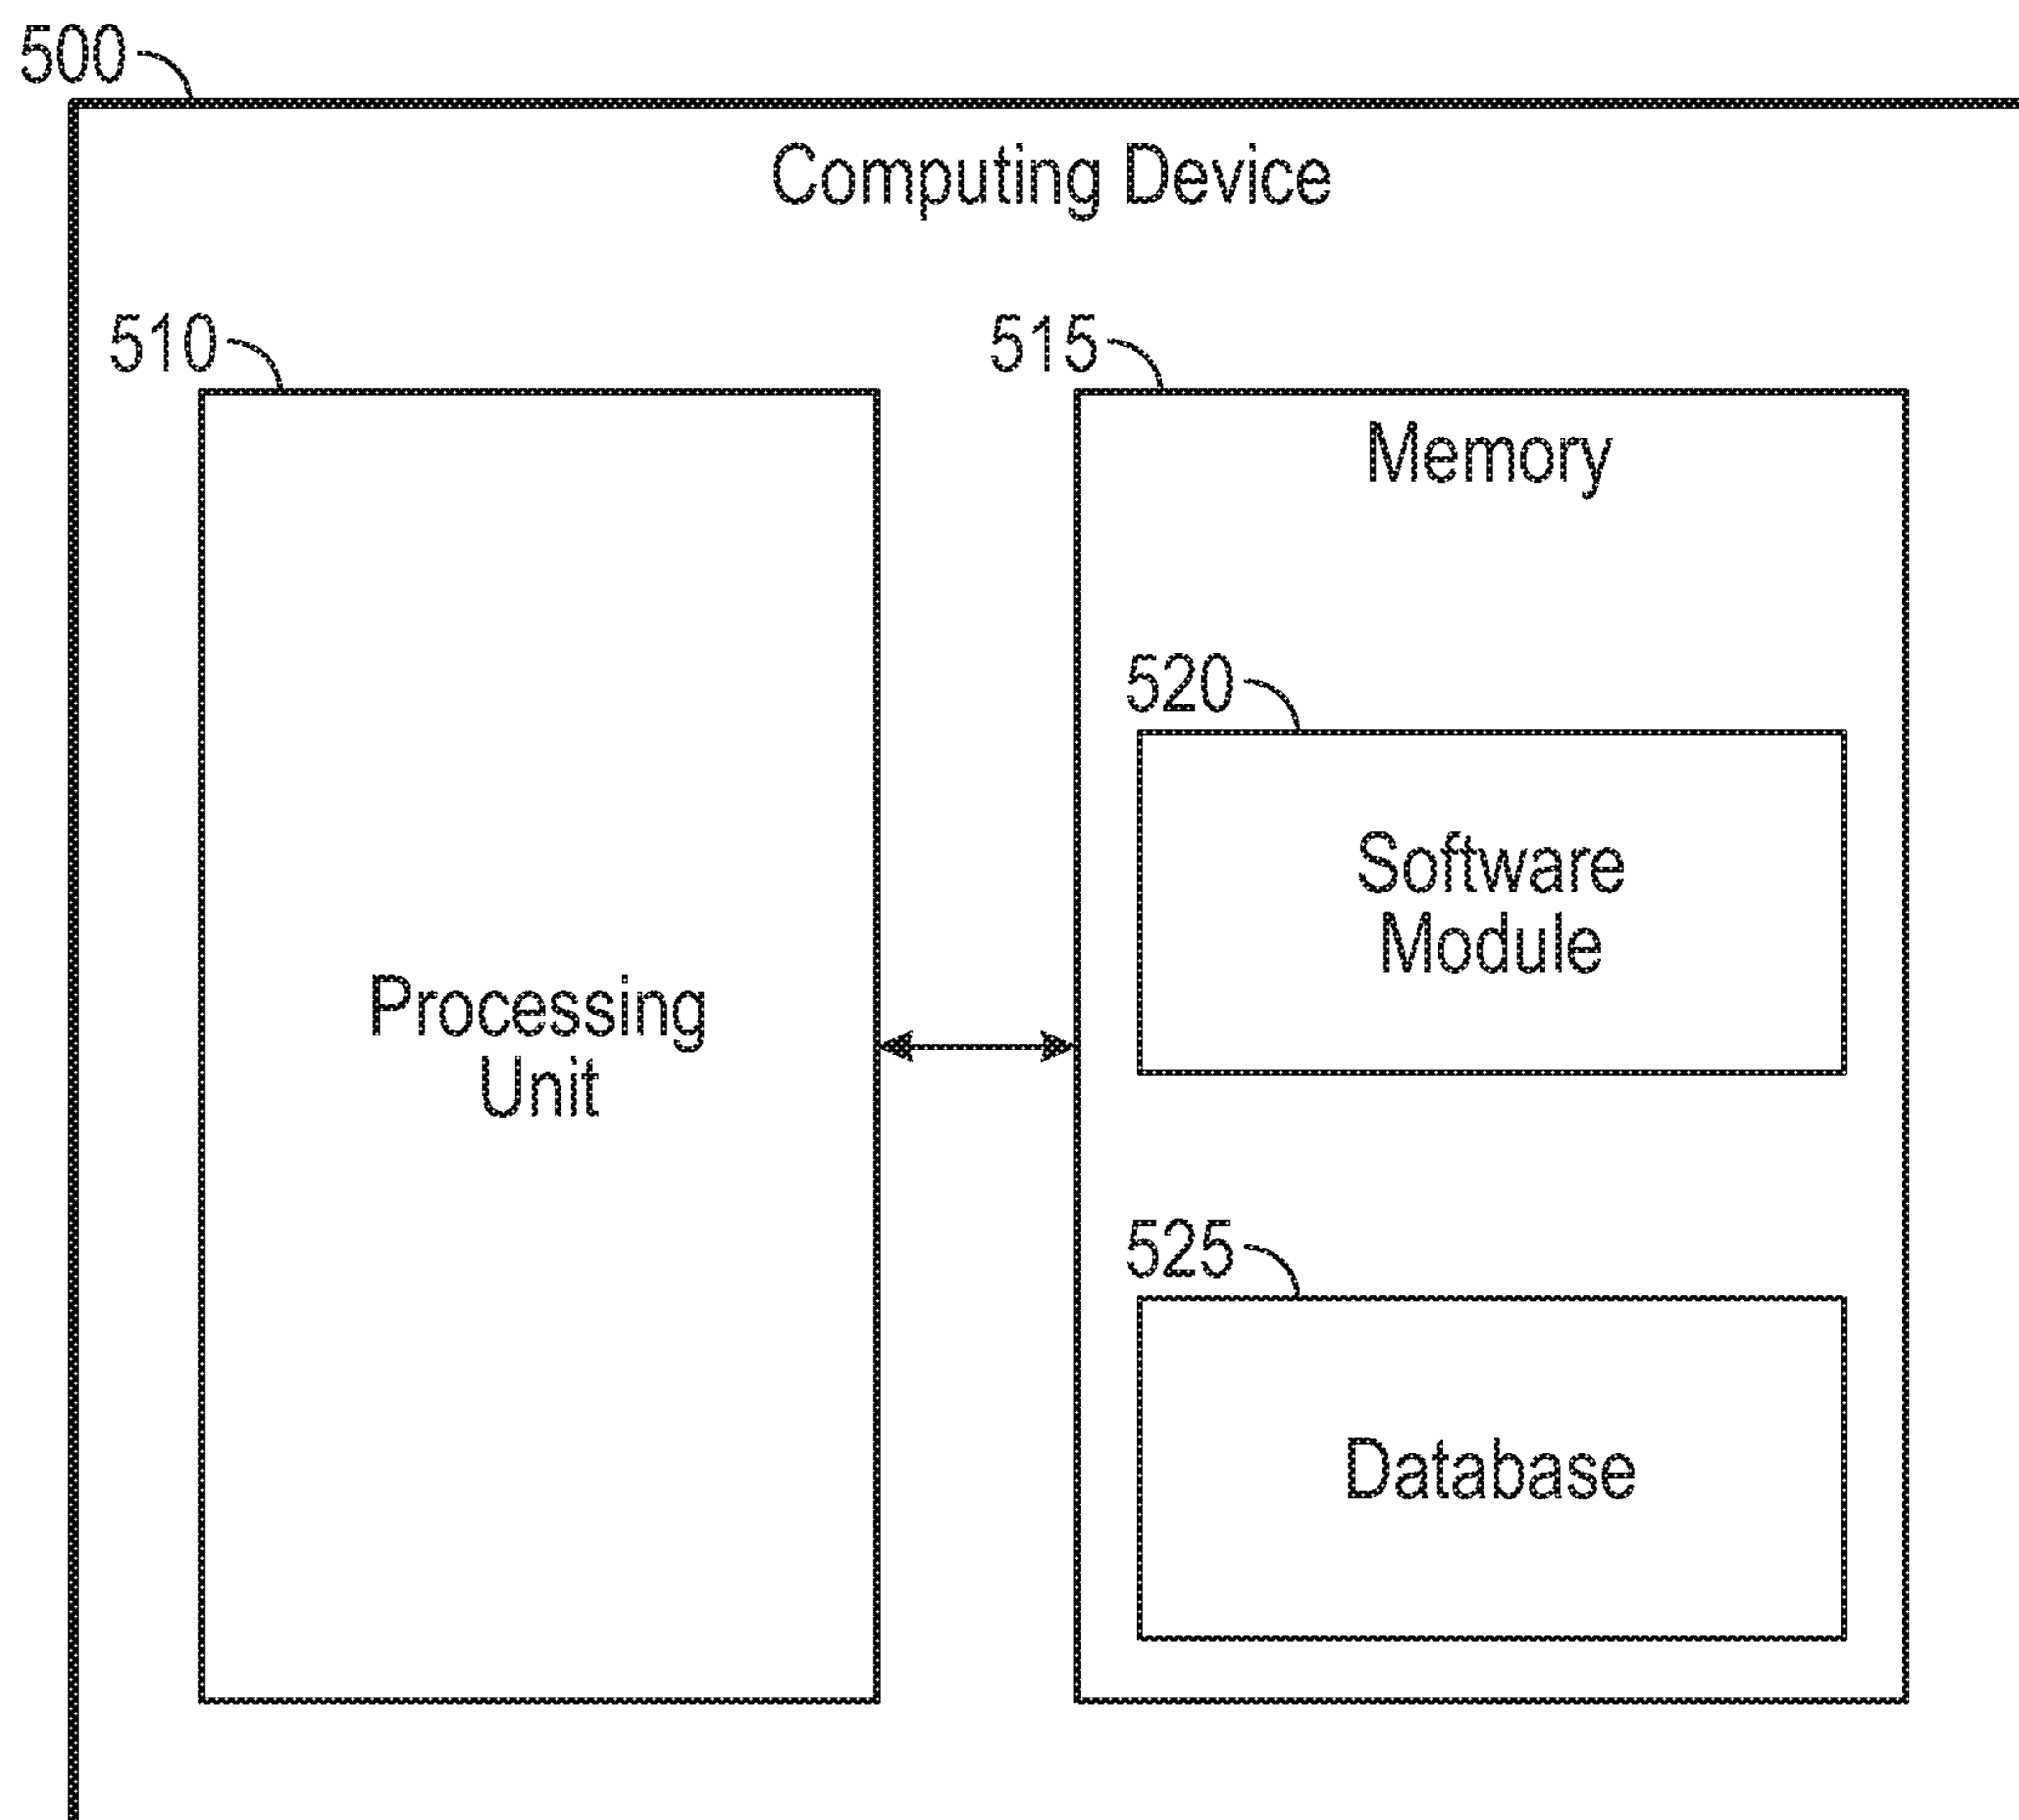 500
Computing Device
510
515
Memory
520
Software
Module
Processing
Unit
525
Database